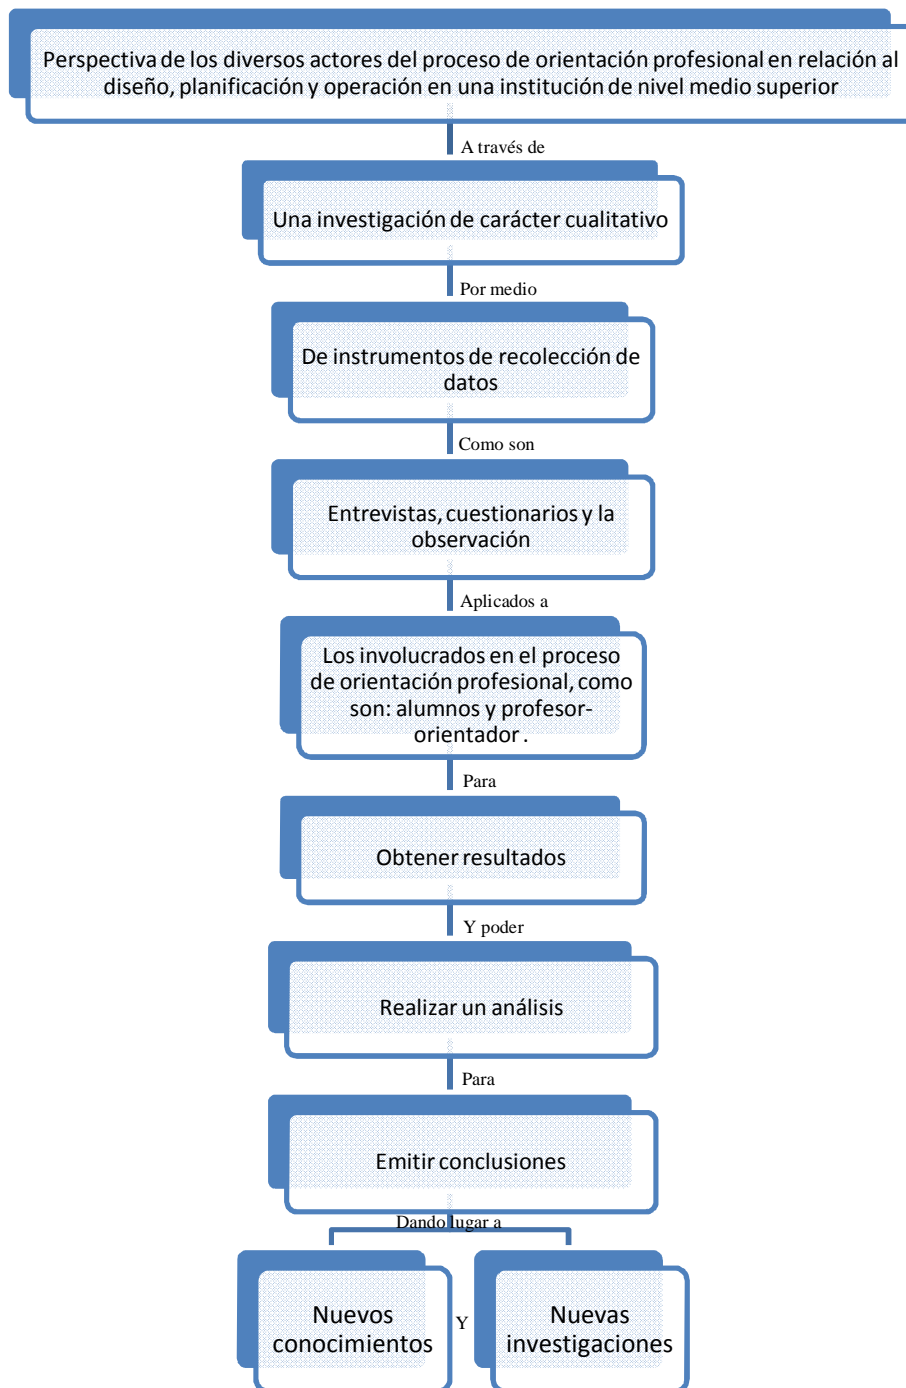 Perspectiva de los diversos actores del proceso de orientación profesional en relación al
diseño, planificación y operación en una institución de nivel medio superior
A través de
Una investigación de carácter cualitativo
Por medio
De instrumentos de recolección de
datos
Como son
Entrevistas, cuestionarios y la
observación
Aplicados a
Los involucrados en el proceso
de orientación profesional, como
son: alumnos y profesor-
orientador .
Para
Obtener resultados
Y poder
Realizar un análisis
Para
Emitir conclusiones
Dando lugar a
Nuevos
conocimientos
Y
Nuevas
investigaciones